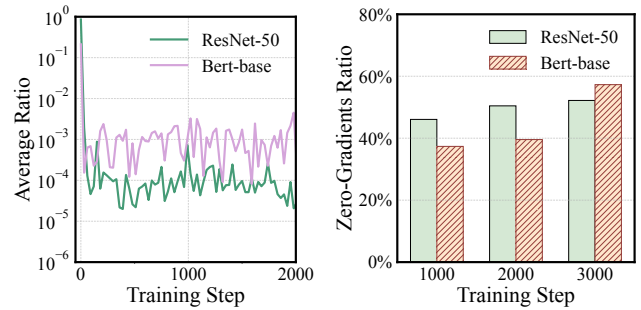 Average Ratio
10^0
10^-1
10^-2
10^-3
10^-4
10^-5
10^-6
ResNet-50
Bert-base
0 1000 2000
Training Step
Zero-Gradients Ratio
80%
60%
40%
20%
0%
ResNet-50
Bert-base
1000 2000 3000
Training Step